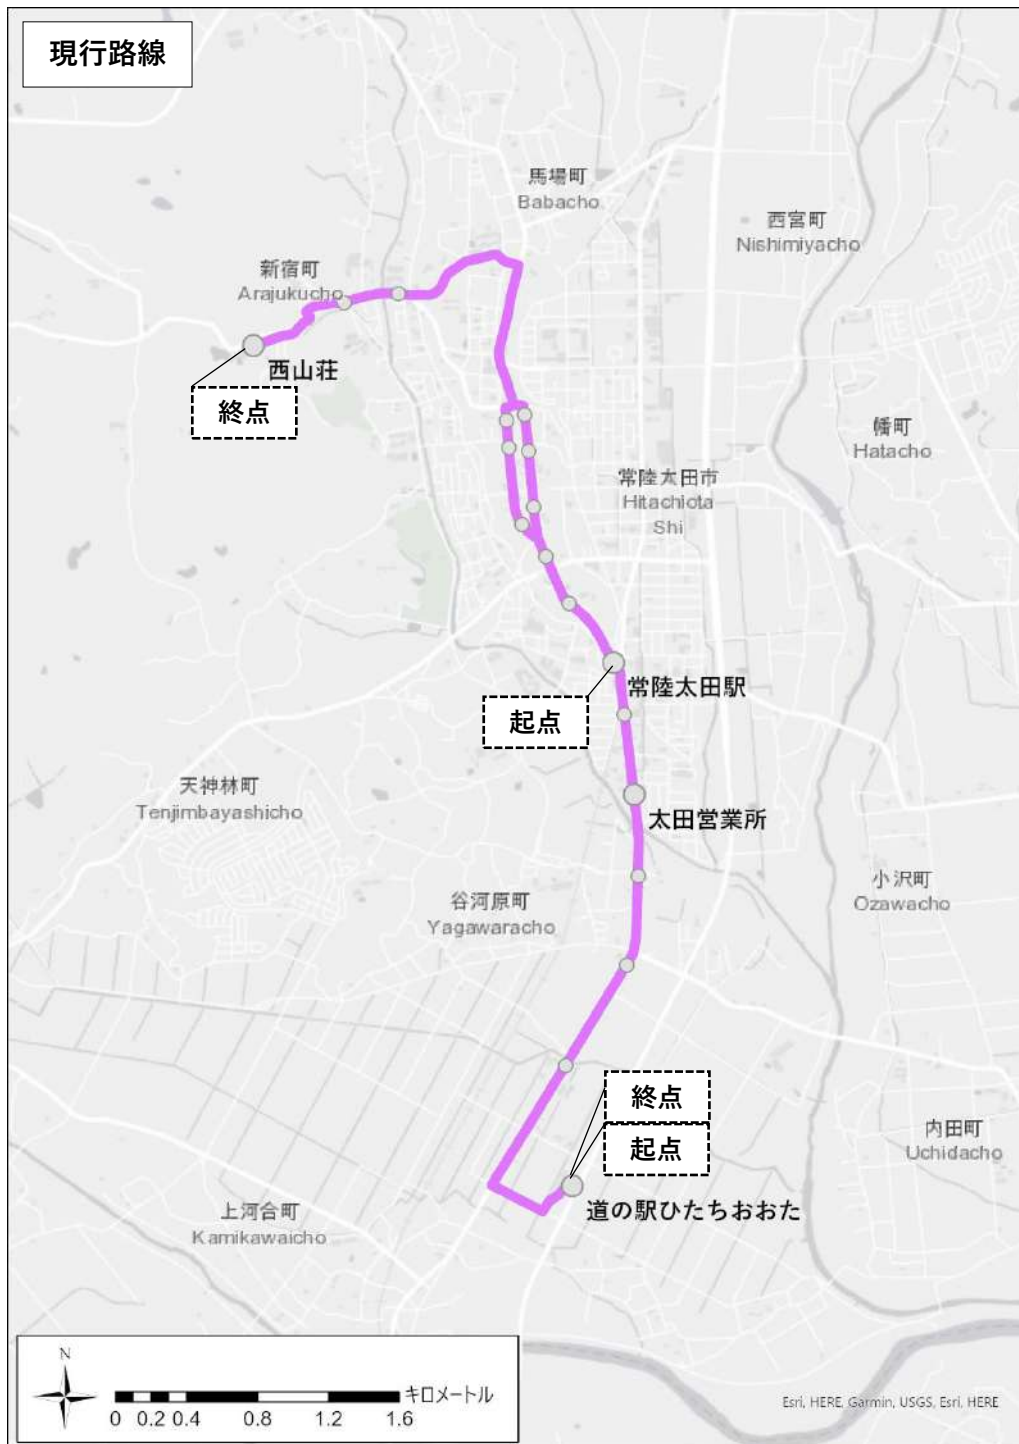 現行路線
馬場町
Babacho
西宮町
Nishimiyacho
新宿町
Arajukucho
西山荘
終点
幡町
Hatacho
常陸太田市
Hitachiota
Shi
常陸太田駅
起点
天神林町
Tenjimbayashicho
太田営業所
小沢町
Ozawacho
谷河原町
Yagawaracho
終点
起点
内田町
Uchidacho
道の駅ひたちおおた
上河合町
Kamikawaicho
N
キロメートル
0 0.2 0.4 0.8 1.2 1.6
Esri, HERE, Garmin, USGS, Esri, HERE